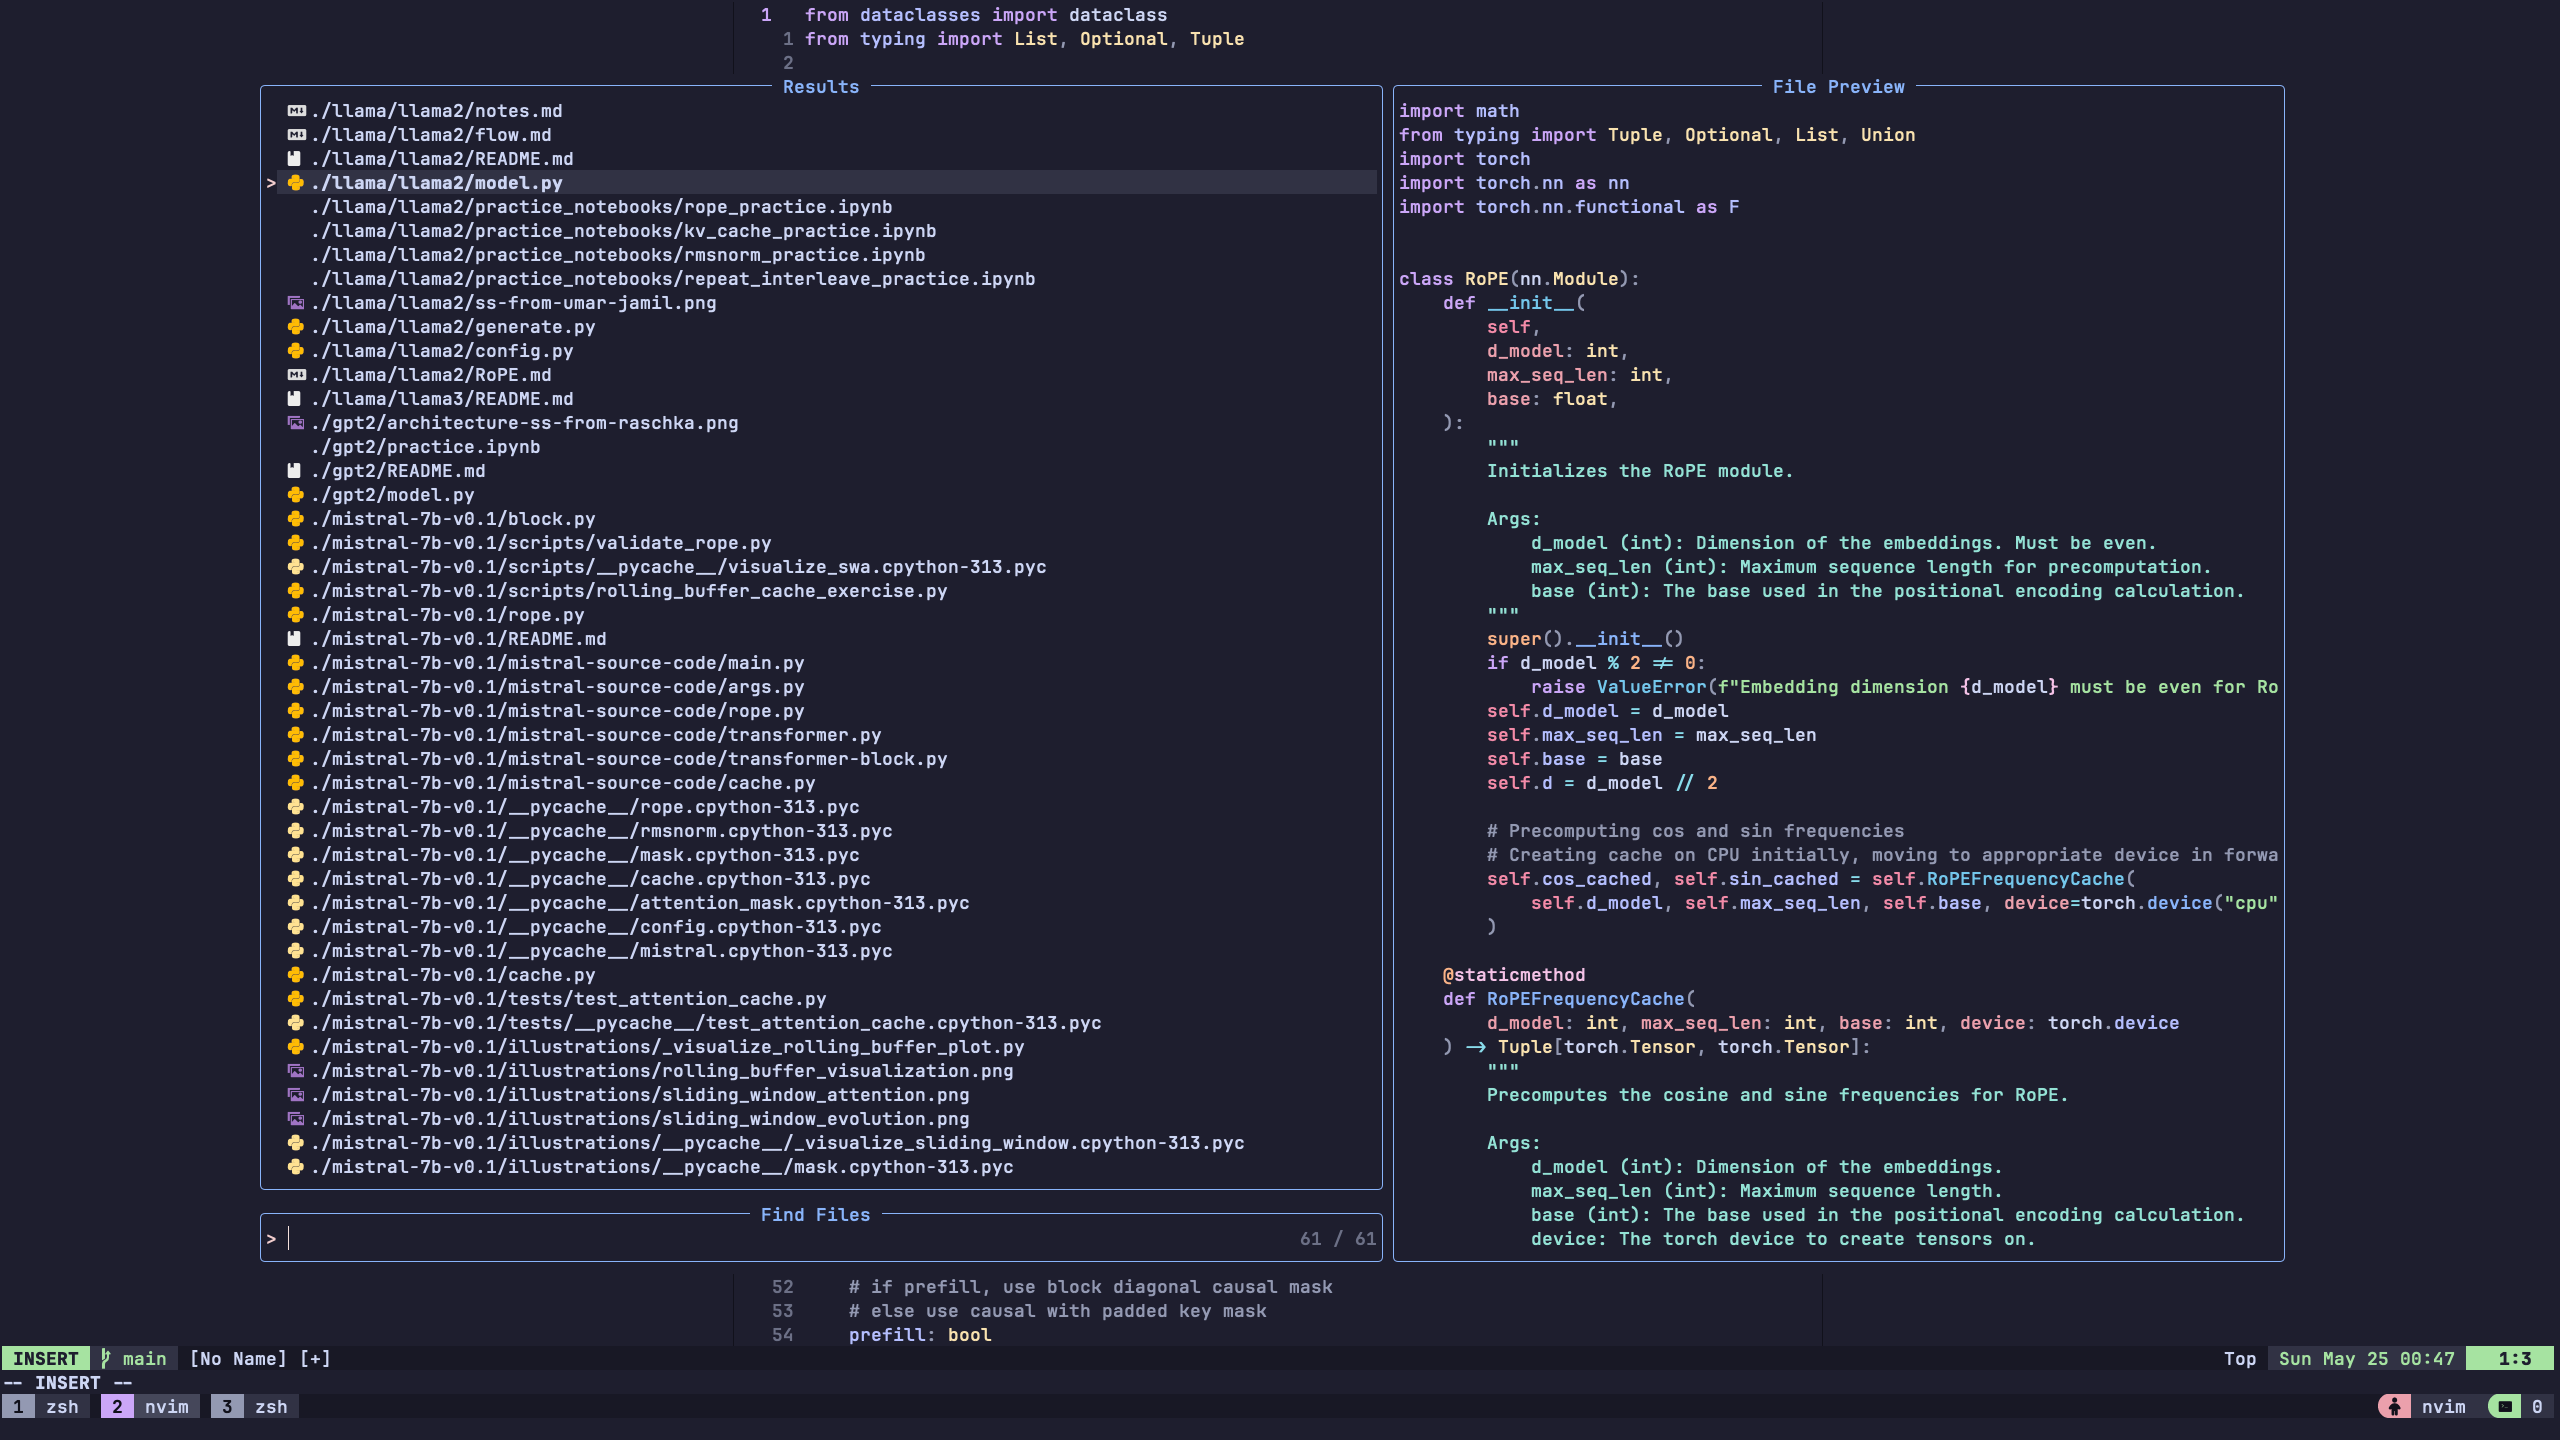 1 from dataclasses import dataclass
1 from typing import List, Optional, Tuple
2
Results
./llama/llama2/notes.md
./llama/llama2/flow.md
./llama/llama2/README.md
> ./llama/llama2/model.py
./llama/llama2/practice_notebooks/rope_practice.ipynb
./llama/llama2/practice_notebooks/kv_cache_practice.ipynb
./llama/llama2/practice_notebooks/rmsnorm_practice.ipynb
./llama/llama2/practice_notebooks/repeat_interleave_practice.ipynb
./llama/llama2/ss-from-umar-jamil.png
./llama/llama2/generate.py
./llama/llama2/config.py
./llama/llama2/RoPE.md
./llama/llama3/README.md
./gpt2/architecture-ss-from-raschka.png
./gpt2/practice.ipynb
./gpt2/README.md
./gpt2/model.py
./mistral-7b-v0.1/block.py
./mistral-7b-v0.1/scripts/validate_rope.py
./mistral-7b-v0.1/scripts/__pycache__/visualize_swa.cpython-313.pyc
./mistral-7b-v0.1/scripts/rolling_buffer_cache_exercise.py
./mistral-7b-v0.1/rope.py
./mistral-7b-v0.1/README.md
./mistral-7b-v0.1/mistral-source-code/main.py
./mistral-7b-v0.1/mistral-source-code/args.py
./mistral-7b-v0.1/mistral-source-code/rope.py
./mistral-7b-v0.1/mistral-source-code/transformer.py
./mistral-7b-v0.1/mistral-source-code/transformer-block.py
./mistral-7b-v0.1/mistral-source-code/cache.py
./mistral-7b-v0.1/__pycache__/rope.cpython-313.pyc
./mistral-7b-v0.1/__pycache__/rmsnorm.cpython-313.pyc
./mistral-7b-v0.1/__pycache__/mask.cpython-313.pyc
./mistral-7b-v0.1/__pycache__/cache.cpython-313.pyc
./mistral-7b-v0.1/__pycache__/attention_mask.cpython-313.pyc
./mistral-7b-v0.1/__pycache__/config.cpython-313.pyc
./mistral-7b-v0.1/__pycache__/mistral.cpython-313.pyc
./mistral-7b-v0.1/cache.py
./mistral-7b-v0.1/tests/test_attention_cache.py
./mistral-7b-v0.1/tests/__pycache__/test_attention_cache.cpython-313.pyc
./mistral-7b-v0.1/illustrations/_visualize_rolling_buffer_plot.py
./mistral-7b-v0.1/illustrations/rolling_buffer_visualization.png
./mistral-7b-v0.1/illustrations/sliding_window_attention.png
./mistral-7b-v0.1/illustrations/sliding_window_evolution.png
./mistral-7b-v0.1/illustrations/__pycache__/_visualize_sliding_window.cpython-313.pyc
./mistral-7b-v0.1/illustrations/__pycache__/mask.cpython-313.pyc
Find Files
> 61 / 61
File Preview
import math
from typing import Tuple, Optional, List, Union
import torch
import torch.nn as nn
import torch.nn.functional as F
class RoPE(nn.Module):
def __init__(
self,
d_model: int,
max_seq_len: int,
base: float,
):
"""
Initializes the RoPE module.
Args:
d_model (int): Dimension of the embeddings. Must be even.
max_seq_len (int): Maximum sequence length for precomputation.
base (int): The base used in the positional encoding calculation.
"""
super().__init__()
if d_model % 2 != 0:
raise ValueError(f"Embedding dimension {d_model} must be even for Ro
self.d_model = d_model
self.max_seq_len = max_seq_len
self.base = base
self.d = d_model // 2
# Precomputing cos and sin frequencies
# Creating cache on CPU initially, moving to appropriate device in forwa
self.cos_cached, self.sin_cached = self.RoPEFrequencyCache(
self.d_model, self.max_seq_len, self.base, device=torch.device("cpu"
)
@staticmethod
def RoPEFrequencyCache(
d_model: int, max_seq_len: int, base: int, device: torch.device
) -> Tuple[torch.Tensor, torch.Tensor]:
"""
Precomputes the cosine and sine frequencies for RoPE.
Args:
d_model (int): Dimension of the embeddings.
max_seq_len (int): Maximum sequence length.
base (int): The base used in the positional encoding calculation.
device: The torch device to create tensors on.
52 # if prefill, use block diagonal causal mask
53 # else use causal with padded key mask
54 prefill: bool
INSERT main [No Name] [+] Top Sun May 25 00:47 1:3
-- INSERT --
1 zsh 2 nvim 3 zsh nvim 0